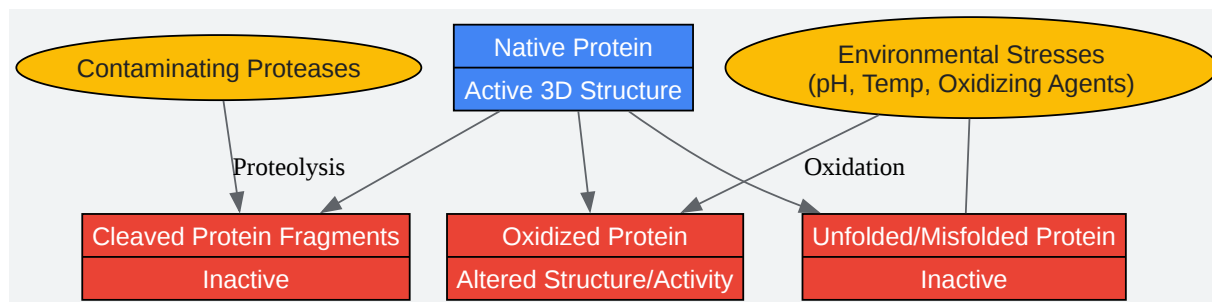 Contaminating Proteases
Native Protein
Active 3D Structure
Environmental Stresses
(pH, Temp, Oxidizing Agents)
Proteolysis
Oxidation
Cleaved Protein Fragments
Inactive
Oxidized Protein
Altered Structure/Activity
Unfolded/Misfolded Protein
Inactive